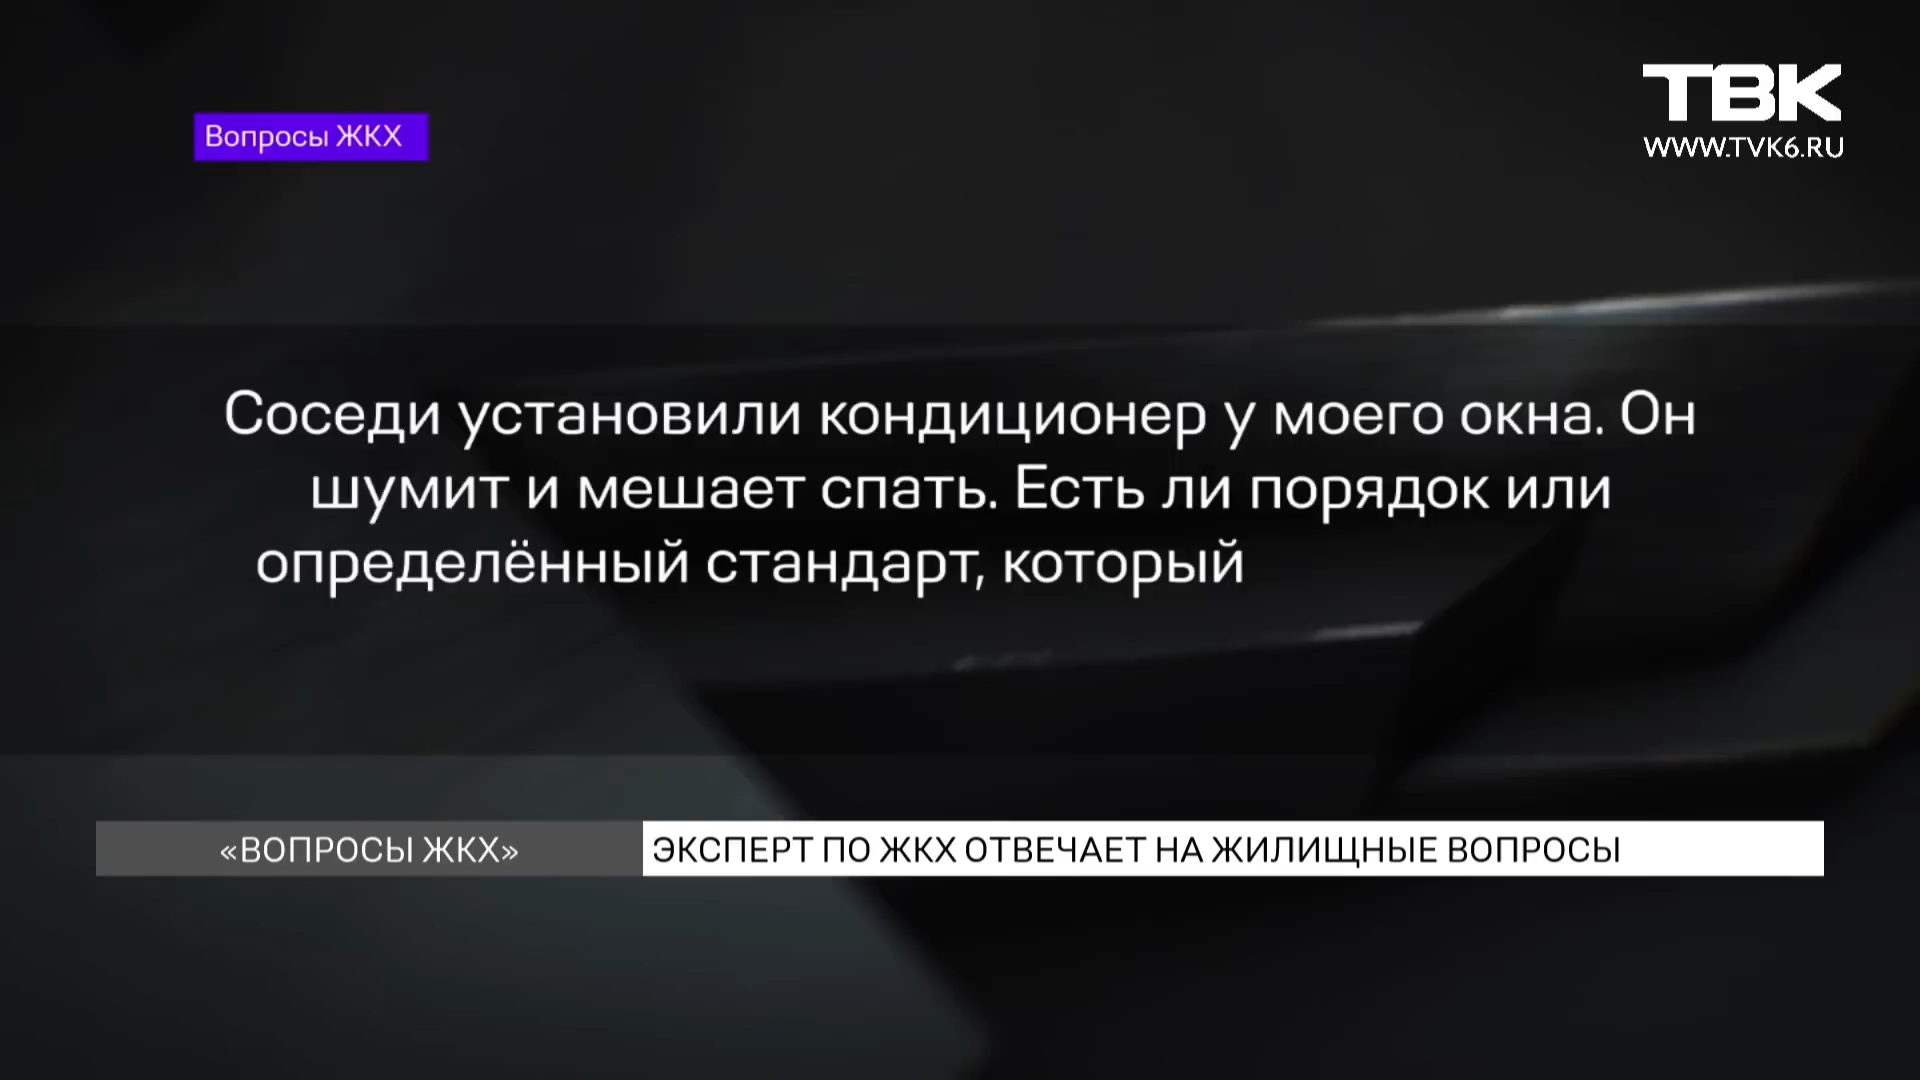 ТВК
WWW.TVK6.RU
Вопросы ЖКХ
Соседи установили кондиционер у моего окна. Он
шумит и мешает спать. Есть ли порядок или
определённый стандарт, который
«ВОПРОСЫ ЖКХ»
ЭКСПЕРТ ПО ЖКХ ОТВЕЧАЕТ НА ЖИЛИЩНЫЕ ВОПРОСЫ